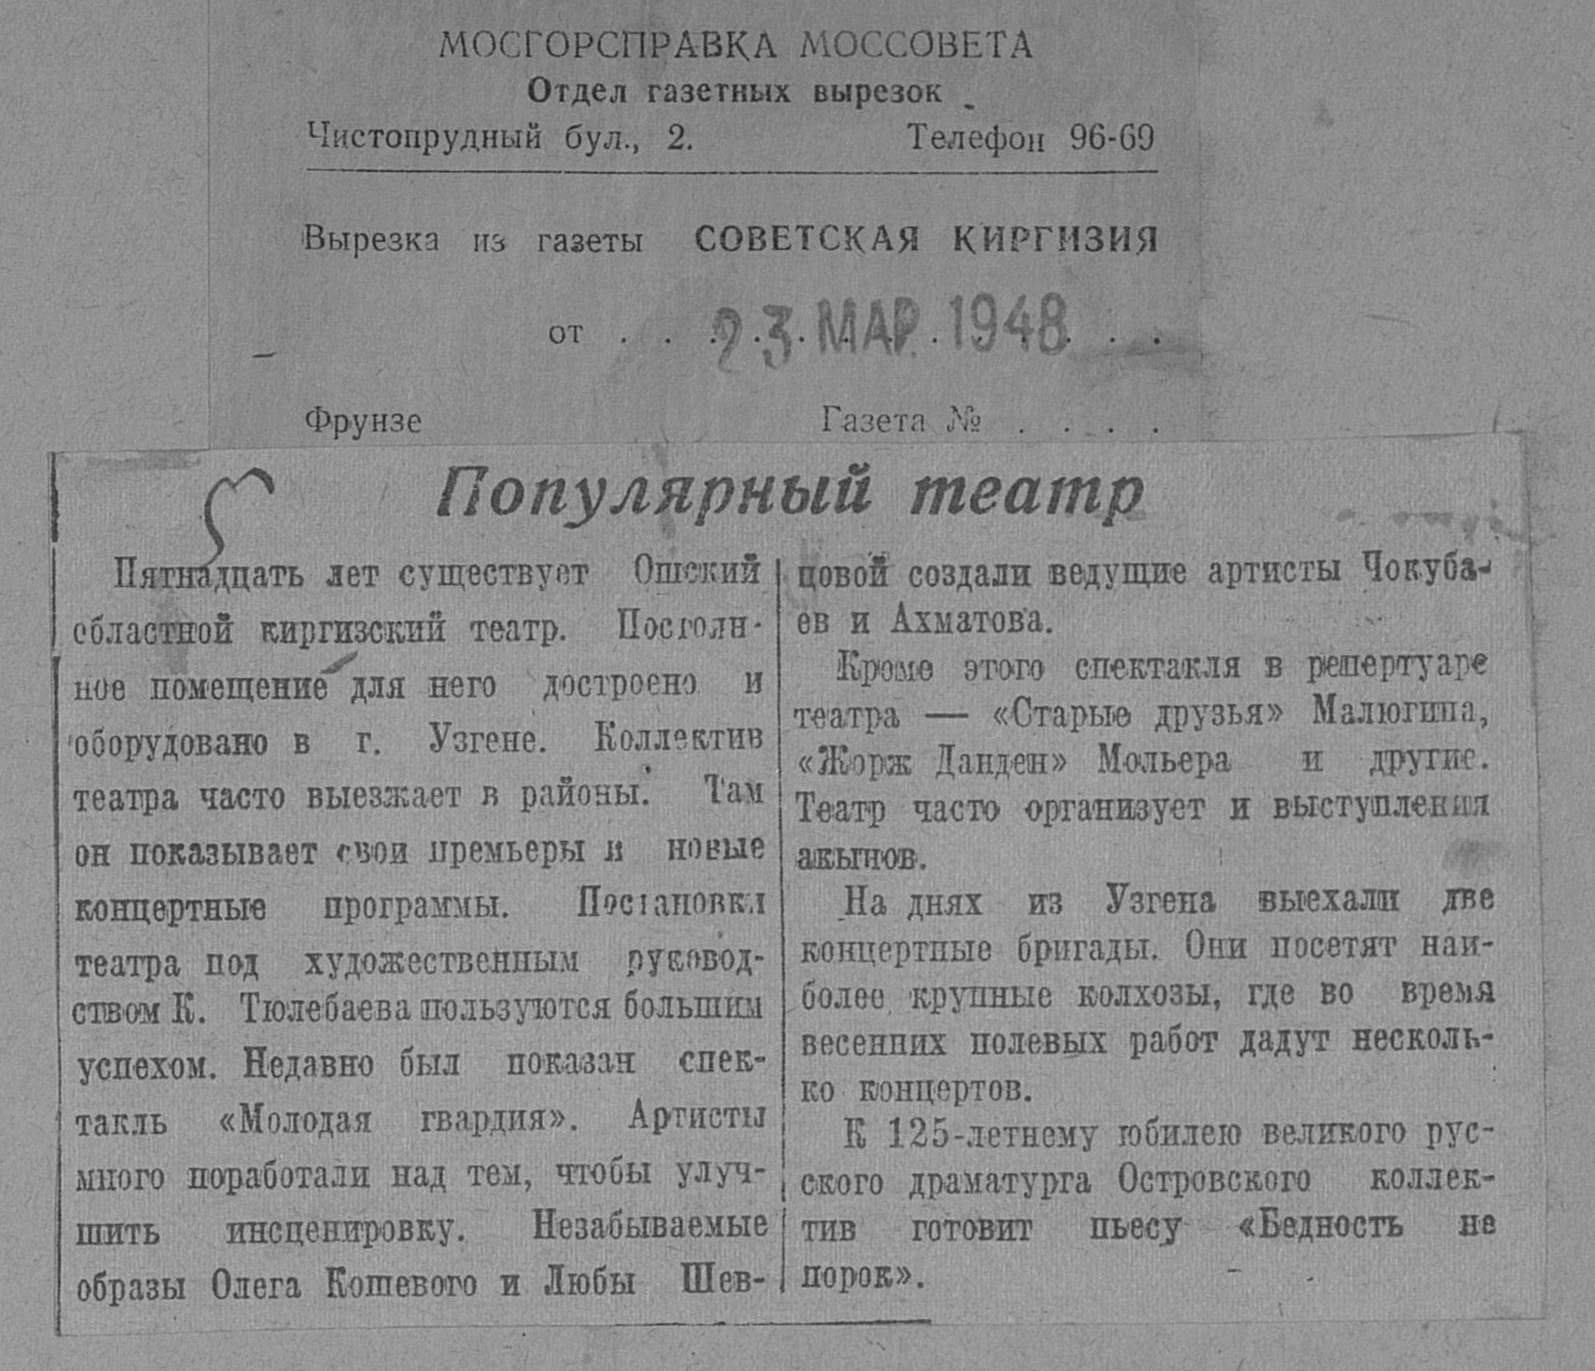 МОСГОРСПРАВКА МОССОВЕТА
Отдел газетных вырезок
Чистопрудный бул., 2. Телефон 96-69
Вырезка из газеты СОВЕТСКАЯ КИРГИЗИЯ
от . . 23 МАР. 1948 . . .
Фрунзе Газета № . . . .
Популярный театр
Пятнадцать лет существует Ошский
областной киргизский театр. Постоян-
ное помещение для него достроено и
оборудовано в г. Узгене. Коллектив
театра часто выезжает в районы. Там
он показывает свои премьеры и новые
концертные программы. Постановки
театра под художественным руковод-
ством К. Тюлебаева пользуются большим
успехом. Недавно был показан спек-
такль «Молодая гвардия». Артисты
много поработали над тем, чтобы улуч-
шить инсценировку. Незабываемые
образы Олега Кошевого и Любы Шев-
цовой создали ведущие артисты Чокуба-
ев и Ахматова.
Кроме этого спектакля в репертуаре
театра — «Старые друзья» Малюгина,
«Жорж Данден» Мольера и другие.
Театр часто организует и выступления
акынов.
На днях из Узгена выехали две
концертные бригады. Они посетят наи-
более крупные колхозы, где во время
весенних полевых работ дадут несколь-
ко концертов.
К 125-летнему юбилею великого рус-
ского драматурга Островского коллек-
тив готовит пьесу «Бедность не
порок».